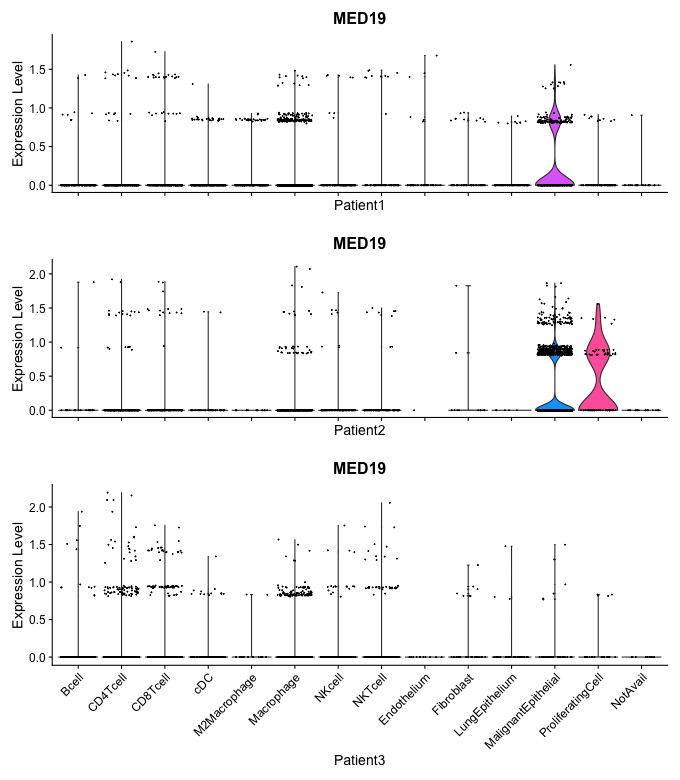 MED19
Expression Level
1.5
1.0
0.5
0.0
Patient1
MED19
Expression Level
2.0
1.5
1.0
0.5
0.0
Patient2
MED19
Expression Level
2.0
1.5
1.0
0.5
0.0
Bcell
CD4Tcell
CD8Tcell
cDC
M2Macrophage
Macrophage
NKcell
NKTcell
Endothelium
Fibroblast
LungEpithelium
MalignantEpithelial
ProliferatingCell
NotAvail
Patient3